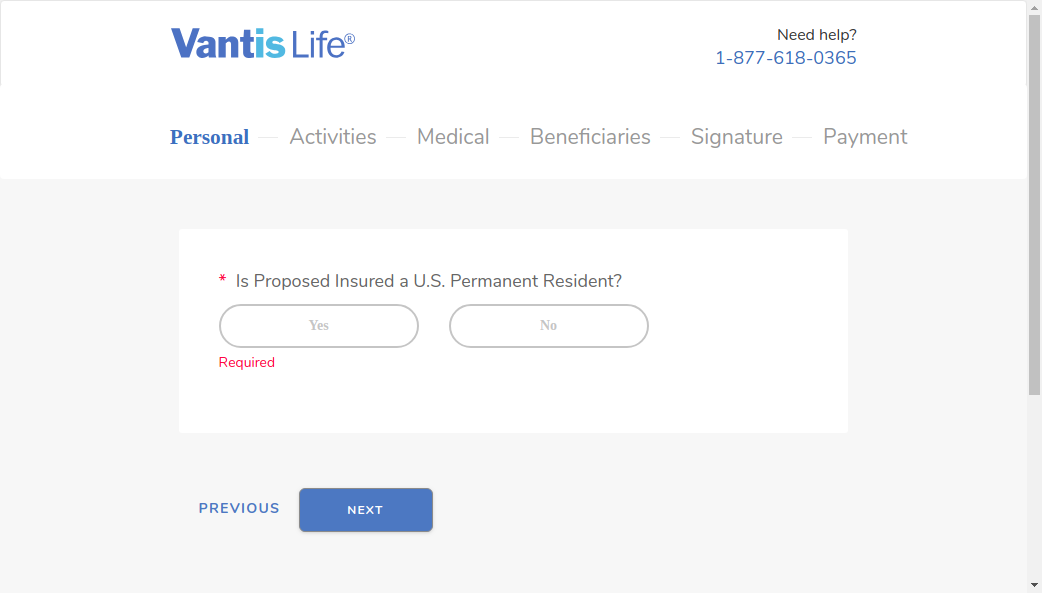 Vantis Life®
Need help?
1-877-618-0365
Personal Activities Medical Beneficiaries Signature Payment
* Is Proposed Insured a U.S. Permanent Resident?
Yes No
Required
PREVIOUS NEXT